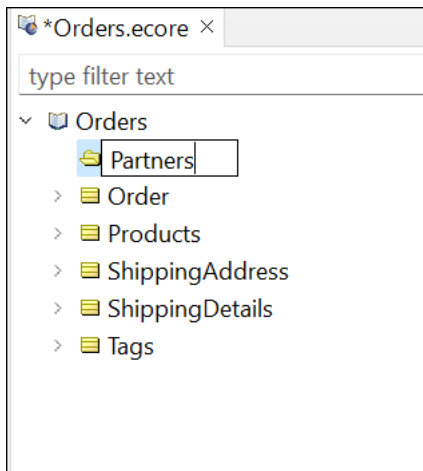 *Orders.ecore ×
type filter text
Orders
Partners
Order
Products
ShippingAddress
ShippingDetails
Tags